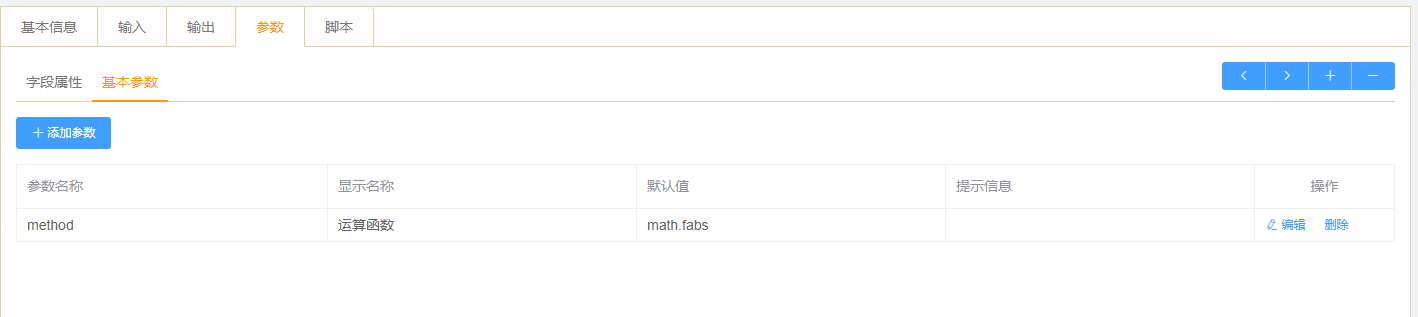 基本信息 输入 输出 参数 脚本
字段属性 基本参数
添加参数
参数名称 显示名称 默认值 提示信息 操作
method 运算函数 math.fabs 编辑 删除